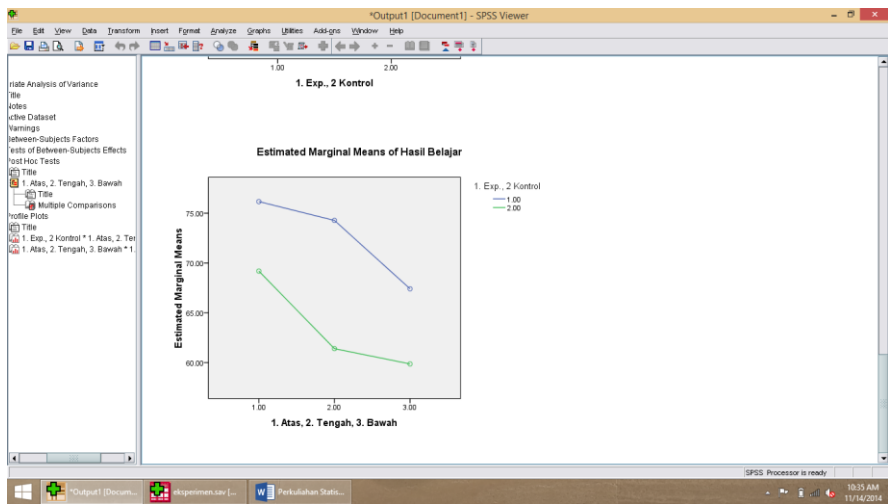 *Output1 [Document1] - SPSS Viewer
File Edit View Data Transform Insert Format Analyze Graphs Utilities Add-ons Window Help
riate Analysis of Variance
Title
Notes
Active Dataset
Warnings
Between-Subjects Factors
Tests of Between-Subjects Effects
Post Hoc Tests
Title
1. Atas, 2. Tengah, 3. Bawah
Title
Multiple Comparisons
Profile Plots
Title
1. Exp., 2 Kontrol * 1. Atas, 2. Ter
1. Atas, 2. Tengah, 3. Bawah * 1.
1.00 2.00
1. Exp., 2 Kontrol
Estimated Marginal Means of Hasil Belajar
Estimated Marginal Means
75.00
70.00
65.00
60.00
1.00 2.00 3.00
1. Atas, 2. Tengah, 3. Bawah
1. Exp., 2 Kontrol
1.00
2.00
SPSS Processor is ready
*Output1 [Docum... eksperimen.sav [... Perkuliahan Statis...
10:35 AM
11/14/2014